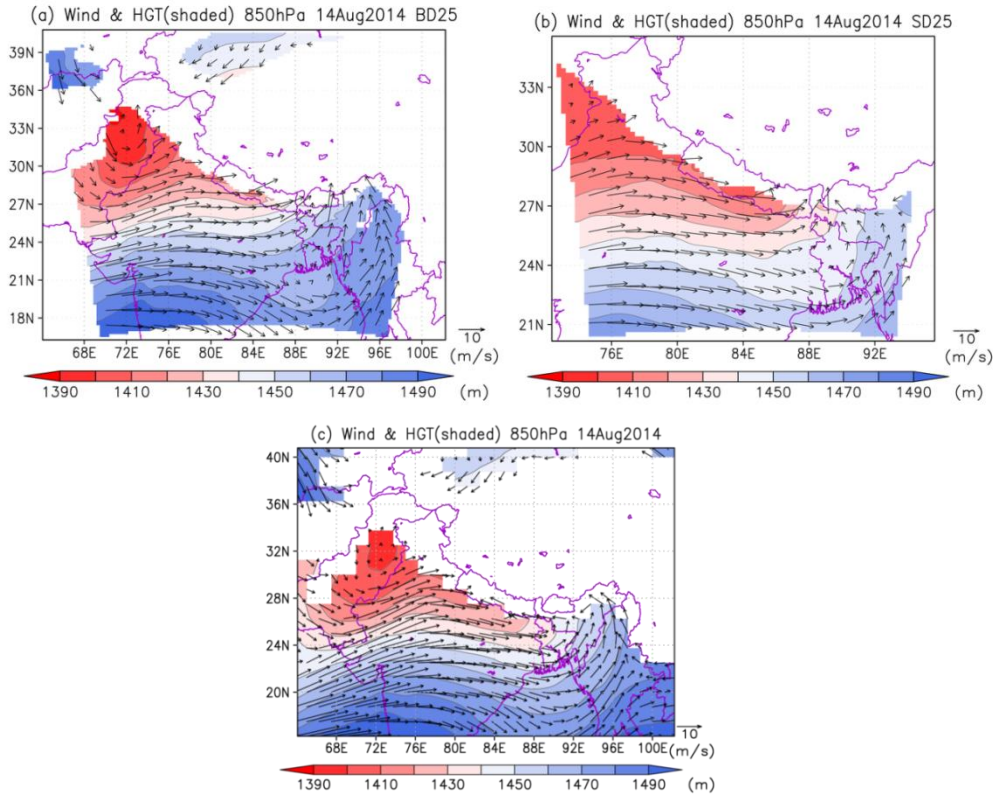 (a) Wind & HGT(shaded) 850hPa 14Aug2014 BD25
39N
36N
33N
30N
27N
24N
21N
18N
68E 72E 76E 80E 84E 88E 92E 96E 100E
10
(m/s)
1390 1410 1430 1450 1470 1490 (m)
(b) Wind & HGT(shaded) 850hPa 14Aug2014 SD25
33N
30N
27N
24N
21N
76E 80E 84E 88E 92E
10
(m/s)
1390 1410 1430 1450 1470 1490 (m)
(c) Wind & HGT(shaded) 850hPa 14Aug2014
40N
36N
32N
28N
24N
20N
68E 72E 76E 80E 84E 88E 92E 96E 100E
10
(m/s)
1390 1410 1430 1450 1470 1490 (m)